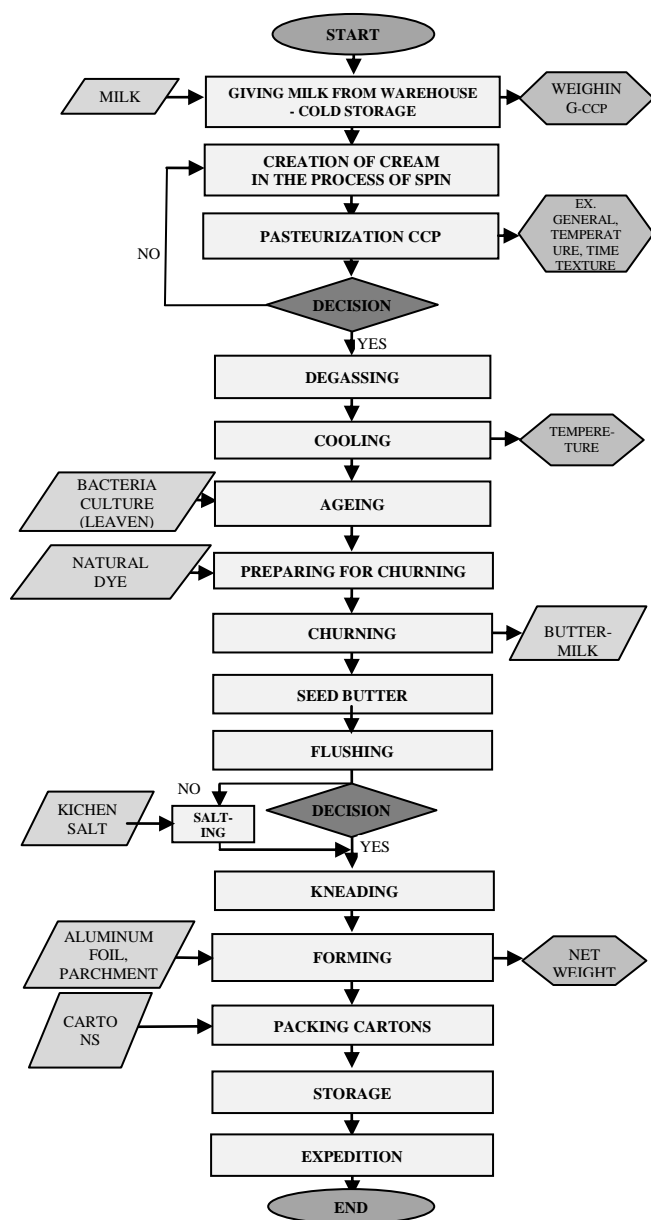 START
MILK
GIVING MILK FROM WAREHOUSE
- COLD STORAGE
WEIGHIN
G-CCP
CREATION OF CREAM
IN THE PROCESS OF SPIN
NO
PASTEURIZATION CCP
EX.
GENERAL,
TEMPERAT
URE, TIME
TEXTURE
DECISION
YES
DEGASSING
COOLING
TEMPERE-
TURE
BACTERIA
CULTURE
(LEAVEN)
AGEING
NATURAL
DYE
PREPARING FOR CHURNING
CHURNING
BUTTER-
MILK
SEED BUTTER
FLUSHING
NO
DECISION
KICHEN
SALT
SALT-
ING
YES
KNEADING
ALUMINUM
FOIL,
PARCHMENT
FORMING
NET
WEIGHT
CARTO
NS
PACKING CARTONS
STORAGE
EXPEDITION
END